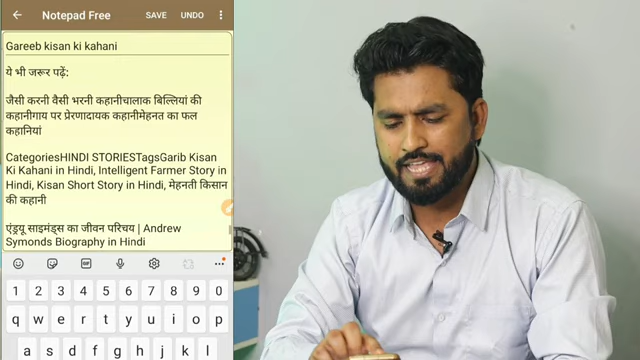 Notepad Free SAVE UNDO
Gareeb kisan ki kahani
ये भी जरूर पढ़ें:
जैसी करनी वैसी भरनी कहानीचालाक बिल्लियां की
कहानीगाय पर प्रेरणादायक कहानीमेहनत का फल
कहानियां
CategoriesHINDI STORIESTagsGarib Kisan
Ki Kahani in Hindi, Intelligent Farmer Story in
Hindi, Kisan Short Story in Hindi, मेहनती किसान
की कहानी
एंड्रयू साइमंड्स का जीवन परिचय | Andrew
Symonds Biography in Hindi
GIF
1 2 3 4 5 6 7 8 9 0
q w e r t y u i o p
a s d f g h j k l